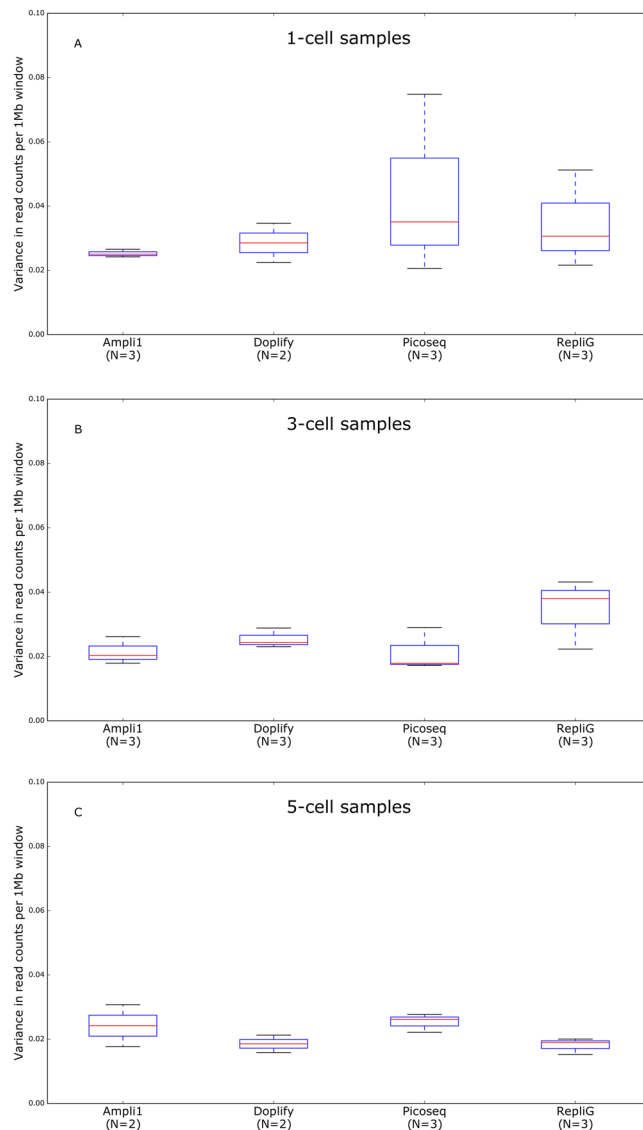 A
1-cell samples
Variance in read counts per 1Mb window
0.10
0.08
0.06
0.04
0.02
0.00
Ampli1 Doplify Picoseq RepliG
(N=3) (N=2) (N=3) (N=3)
B
3-cell samples
Variance in read counts per 1Mb window
0.10
0.08
0.06
0.04
0.02
0.00
Ampli1 Doplify Picoseq RepliG
(N=3) (N=3) (N=3) (N=3)
C
5-cell samples
Variance in read counts per 1Mb window
0.10
0.08
0.06
0.04
0.02
0.00
Ampli1 Doplify Picoseq RepliG
(N=2) (N=2) (N=3) (N=3)